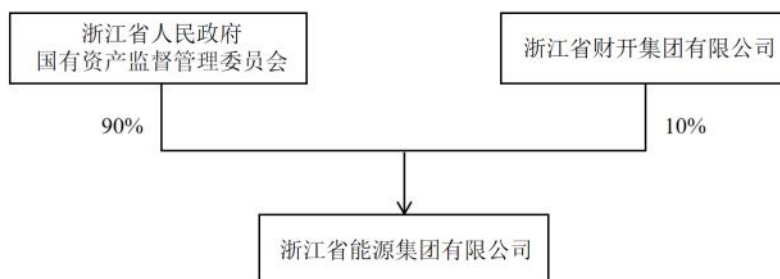 浙江省人民政府
国有资产监督管理委员会
浙江省财开集团有限公司
90%
10%
浙江省能源集团有限公司